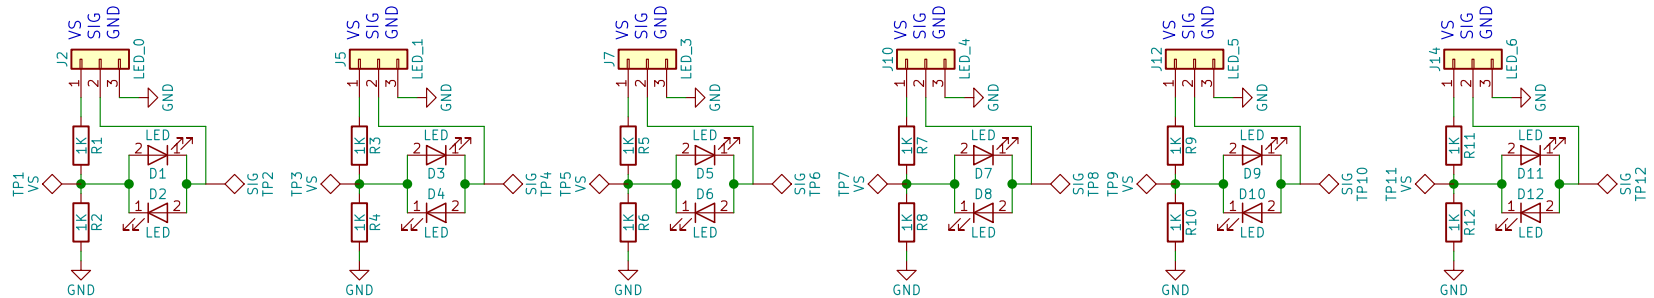 VS SIG GND
J2 LED_0
1 2 3
GND
1K R1
LED
2 1
D1
TP1 VS
SIG TP2
D2
1 2
LED
1K R2
GND
VS SIG GND
J5 LED_1
1 2 3
GND
1K R3
LED
2 1
D3
TP3 VS
SIG TP4
D4
1 2
LED
1K R4
GND
VS SIG GND
J7 LED_3
1 2 3
GND
1K R5
LED
2 1
D5
TP5 VS
SIG TP6
D6
1 2
LED
1K R6
GND
VS SIG GND
J10 LED_4
1 2 3
GND
1K R7
LED
2 1
D7
TP7 VS
SIG TP8
D8
1 2
LED
1K R8
GND
VS SIG GND
J12 LED_5
1 2 3
GND
1K R9
LED
2 1
D9
TP9 VS
SIG TP10
D10
1 2
LED
1K R10
GND
VS SIG GND
J14 LED_6
1 2 3
GND
1K R11
LED
2 1
D11
TP11 VS
SIG TP12
D12
1 2
LED
1K R12
GND